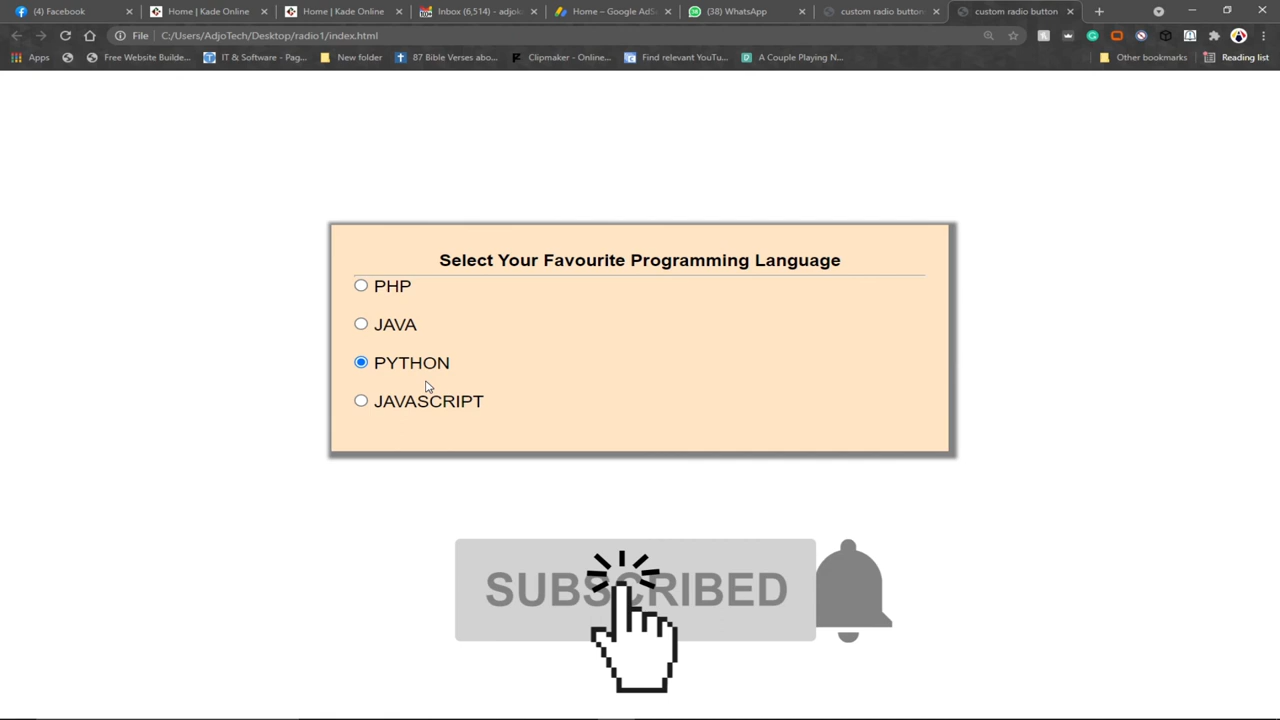 (4) Facebook
Home | Kade Online
Home | Kade Online
Inbox (6,514) - adjok
Home – Google AdSe
(38) WhatsApp
custom radio button
custom radio button
File
C:/Users/AdjoTech/Desktop/radio1/index.html
Apps
Free Website Builde...
IT & Software - Pag...
New folder
87 Bible Verses abo...
Clipmaker - Online...
Find relevant YouTu...
A Couple Playing N...
Other bookmarks
Reading list
Select Your Favourite Programming Language
PHP
JAVA
PYTHON
JAVASCRIPT
SUBSCRIBED